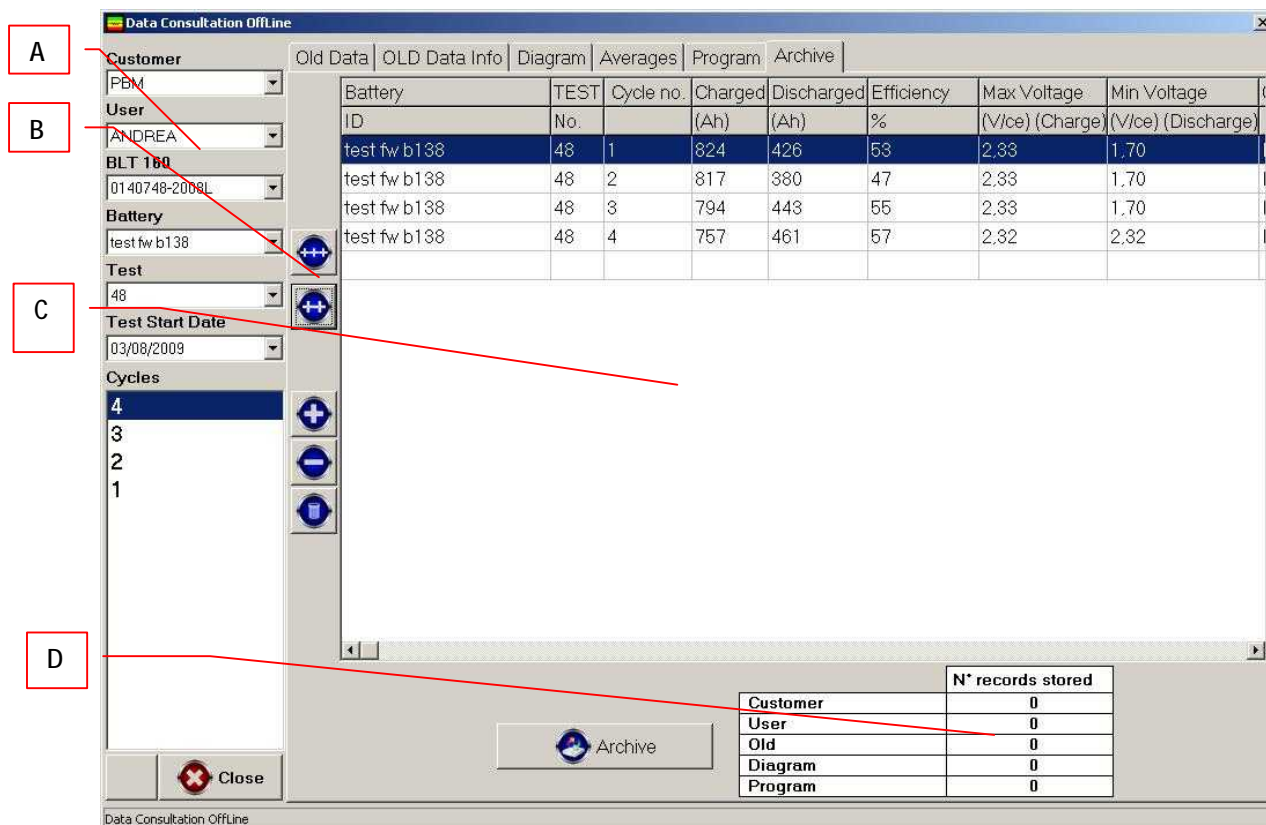 Data Consultation OffLine
A
B
C
D
Customer
PBM
User
ANDREA
BLT 160
0140748-2008L
Battery
test fw b138
Test
48
Test Start Date
03/08/2009
Cycles
4
3
2
1
Close
Old Data OLD Data Info Diagram Averages Program Archive
Battery TEST Cycle no. Charged Discharged Efficiency Max Voltage Min Voltage
ID No. (Ah) (Ah) % (V/ce) (Charge) (V/ce) (Discharge)
test fw b138 48 1 824 426 53 2,33 1,70
test fw b138 48 2 817 380 47 2,33 1,70
test fw b138 48 3 794 443 55 2,33 1,70
test fw b138 48 4 757 461 57 2,32 2,32
Archive
N° records stored
Customer 0
User 0
Old 0
Diagram 0
Program 0
Data Consultation OffLine